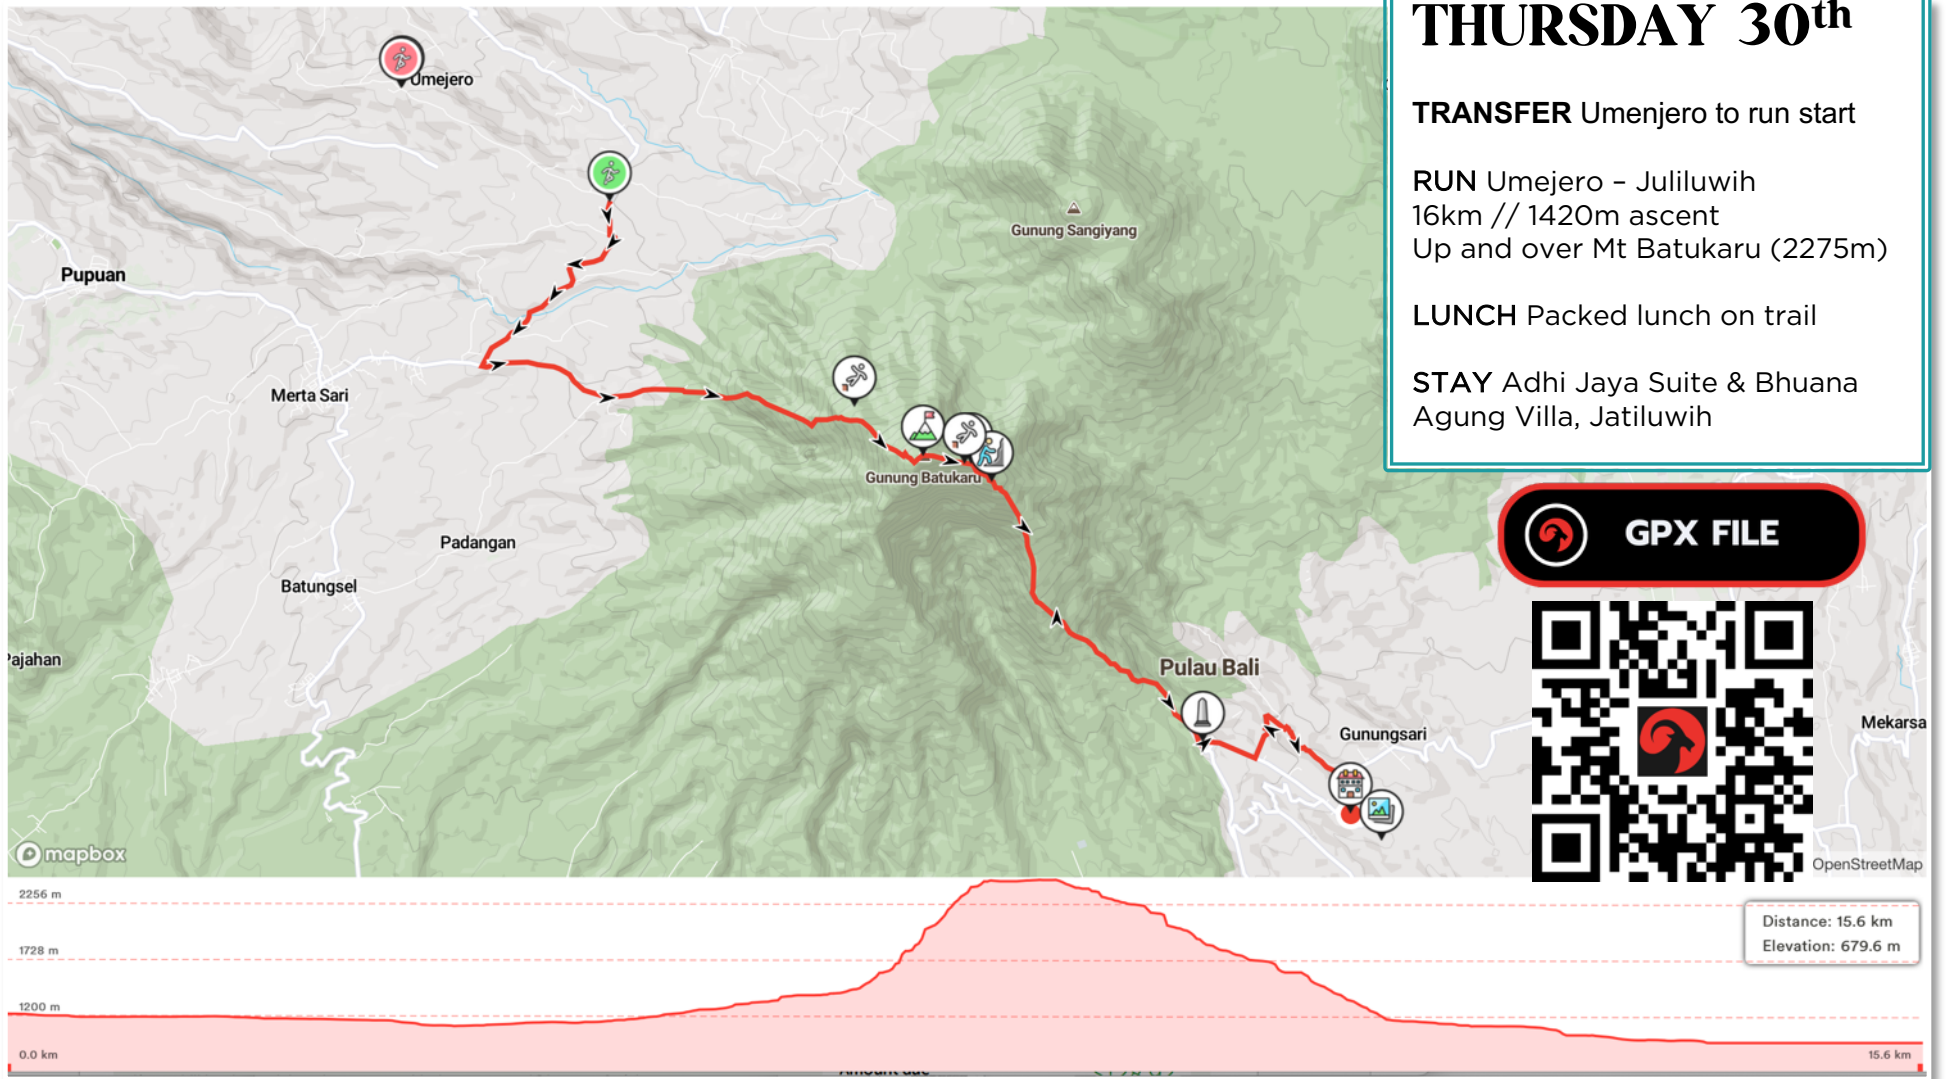 THURSDAY 30th
TRANSFER Umenjero to run start
RUN Umejero – Juliluwih
16km // 1420m ascent
Up and over Mt Batukaru (2275m)
LUNCH Packed lunch on trail
STAY Adhi Jaya Suite & Bhuana
Agung Villa, Jatiluwih
GPX FILE
Umejero
Gunung Sangiyang
Pupuan
Merta Sari
Gunung Batukaru
Padangan
Batungsel
Pajahan
Pulau Bali
Gunungsari
Mekarsa
mapbox
OpenStreetMap
2256 m
1728 m
1200 m
0.0 km
15.6 km
Distance: 15.6 km
Elevation: 679.6 m